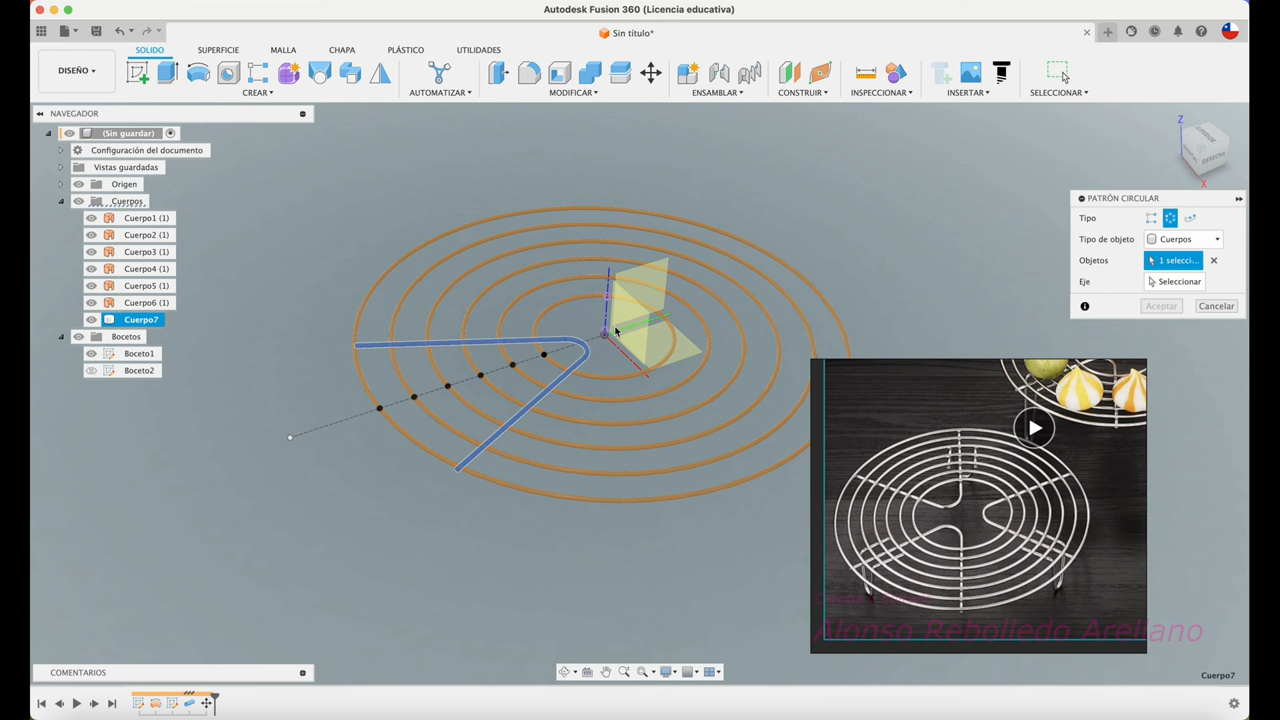 Autodesk Fusion 360 (Licencia educativa)
Sin título*
SOLIDO SUPERFICIE MALLA CHAPA PLÁSTICO UTILIDADES
DISEÑO
CREAR AUTOMATIZAR MODIFICAR ENSAMBLAR CONSTRUIR INSPECCIONAR INSERTAR SELECCIONAR
NAVEGADOR
(Sin guardar)
Configuración del documento
Vistas guardadas
Origen
Cuerpos
Cuerpo1 (1)
Cuerpo2 (1)
Cuerpo3 (1)
Cuerpo4 (1)
Cuerpo5 (1)
Cuerpo6 (1)
Cuerpo7
Bocetos
Boceto1
Boceto2
Z
SUPERIOR
DERECHA
X
PATRÓN CIRCULAR
Tipo
Tipo de objeto Cuerpos
Objetos 1 selecci...
Eje Seleccionar
Aceptar Cancelar
Alonso Rebolledo Arellano
COMENTARIOS
Cuerpo7